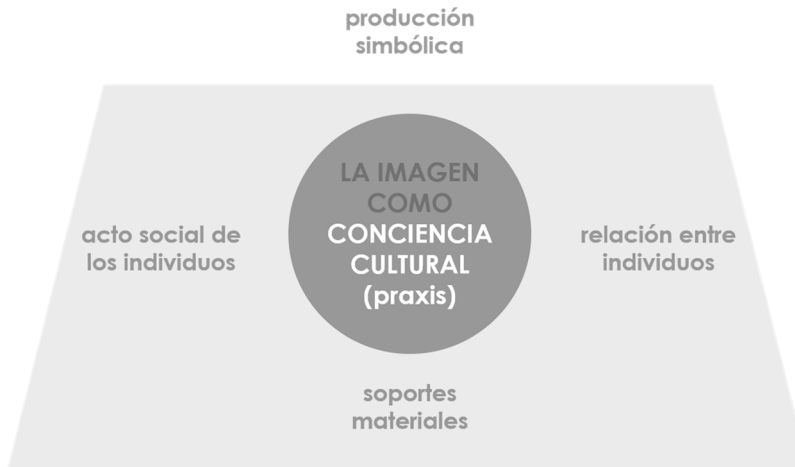 producción
simbólica
LA IMAGEN
COMO
CONCIENCIA
CULTURAL
(praxis)
acto social de
los individuos
relación entre
individuos
soportes
materiales